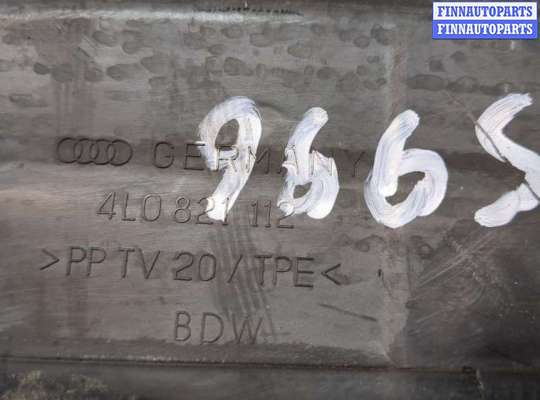 FINNAUTOPARTS
FINNAUTOPARTS
9665
GERMANY
4L0 821 112
>PP TV 20 / TPE<
BDW